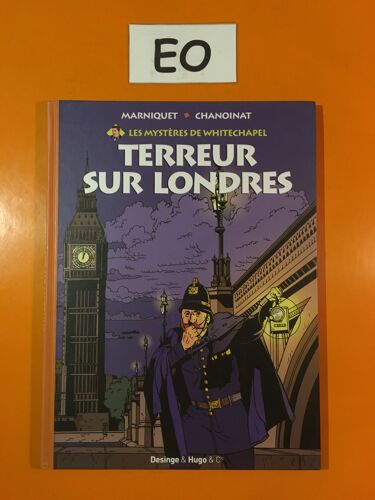 EO
MARNIQUET • CHANOINAT
LES MYSTÈRES DE WHITECHAPEL
TERREUR
SUR LONDRES
Desinge & Hugo & Cie